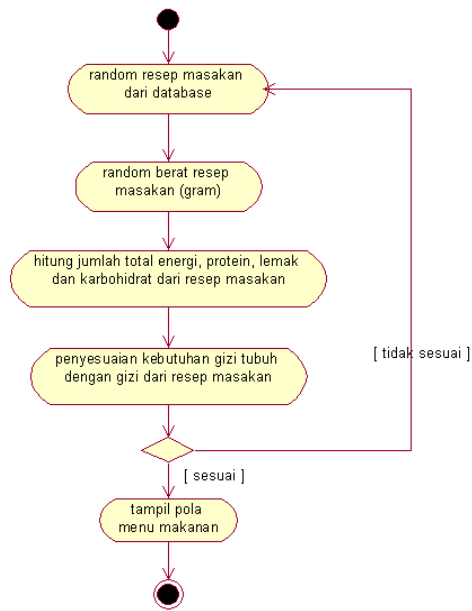 random resep masakan
dari database
random berat resep
masakan (gram)
hitung jumlah total energi, protein, lemak
dan karbohidrat dari resep masakan
penyesuaian kebutuhan gizi tubuh
dengan gizi dari resep masakan
[ tidak sesuai ]
[ sesuai ]
tampil pola
menu makanan